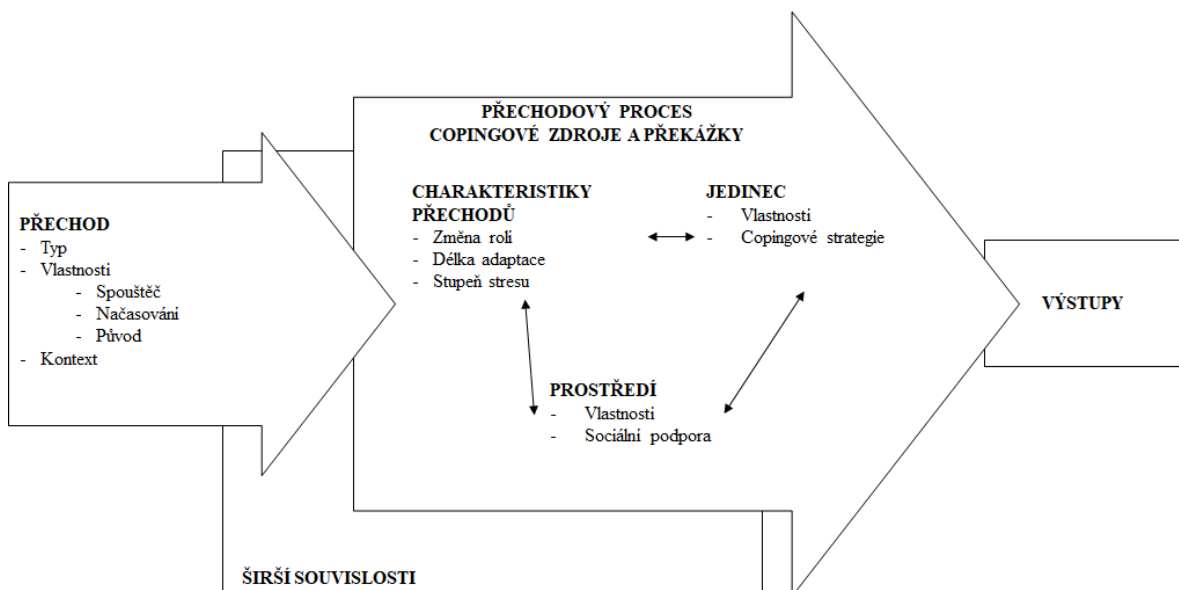 PŘECHODOVÝ PROCES
COPINGOVÉ ZDROJE A PŘEKÁŽKY
PŘECHOD
- Typ
- Vlastnosti
- Spouštěč
- Načasování
- Původ
- Kontext
CHARAKTERISTIKY
PŘECHODŮ
- Změna rolí
- Délka adaptace
- Stupeň stresu
JEDINEC
- Vlastnosti
- Copingové strategie
PROSTŘEDÍ
- Vlastnosti
- Sociální podpora
VÝSTUPY
ŠIRŠÍ SOUVISLOSTI